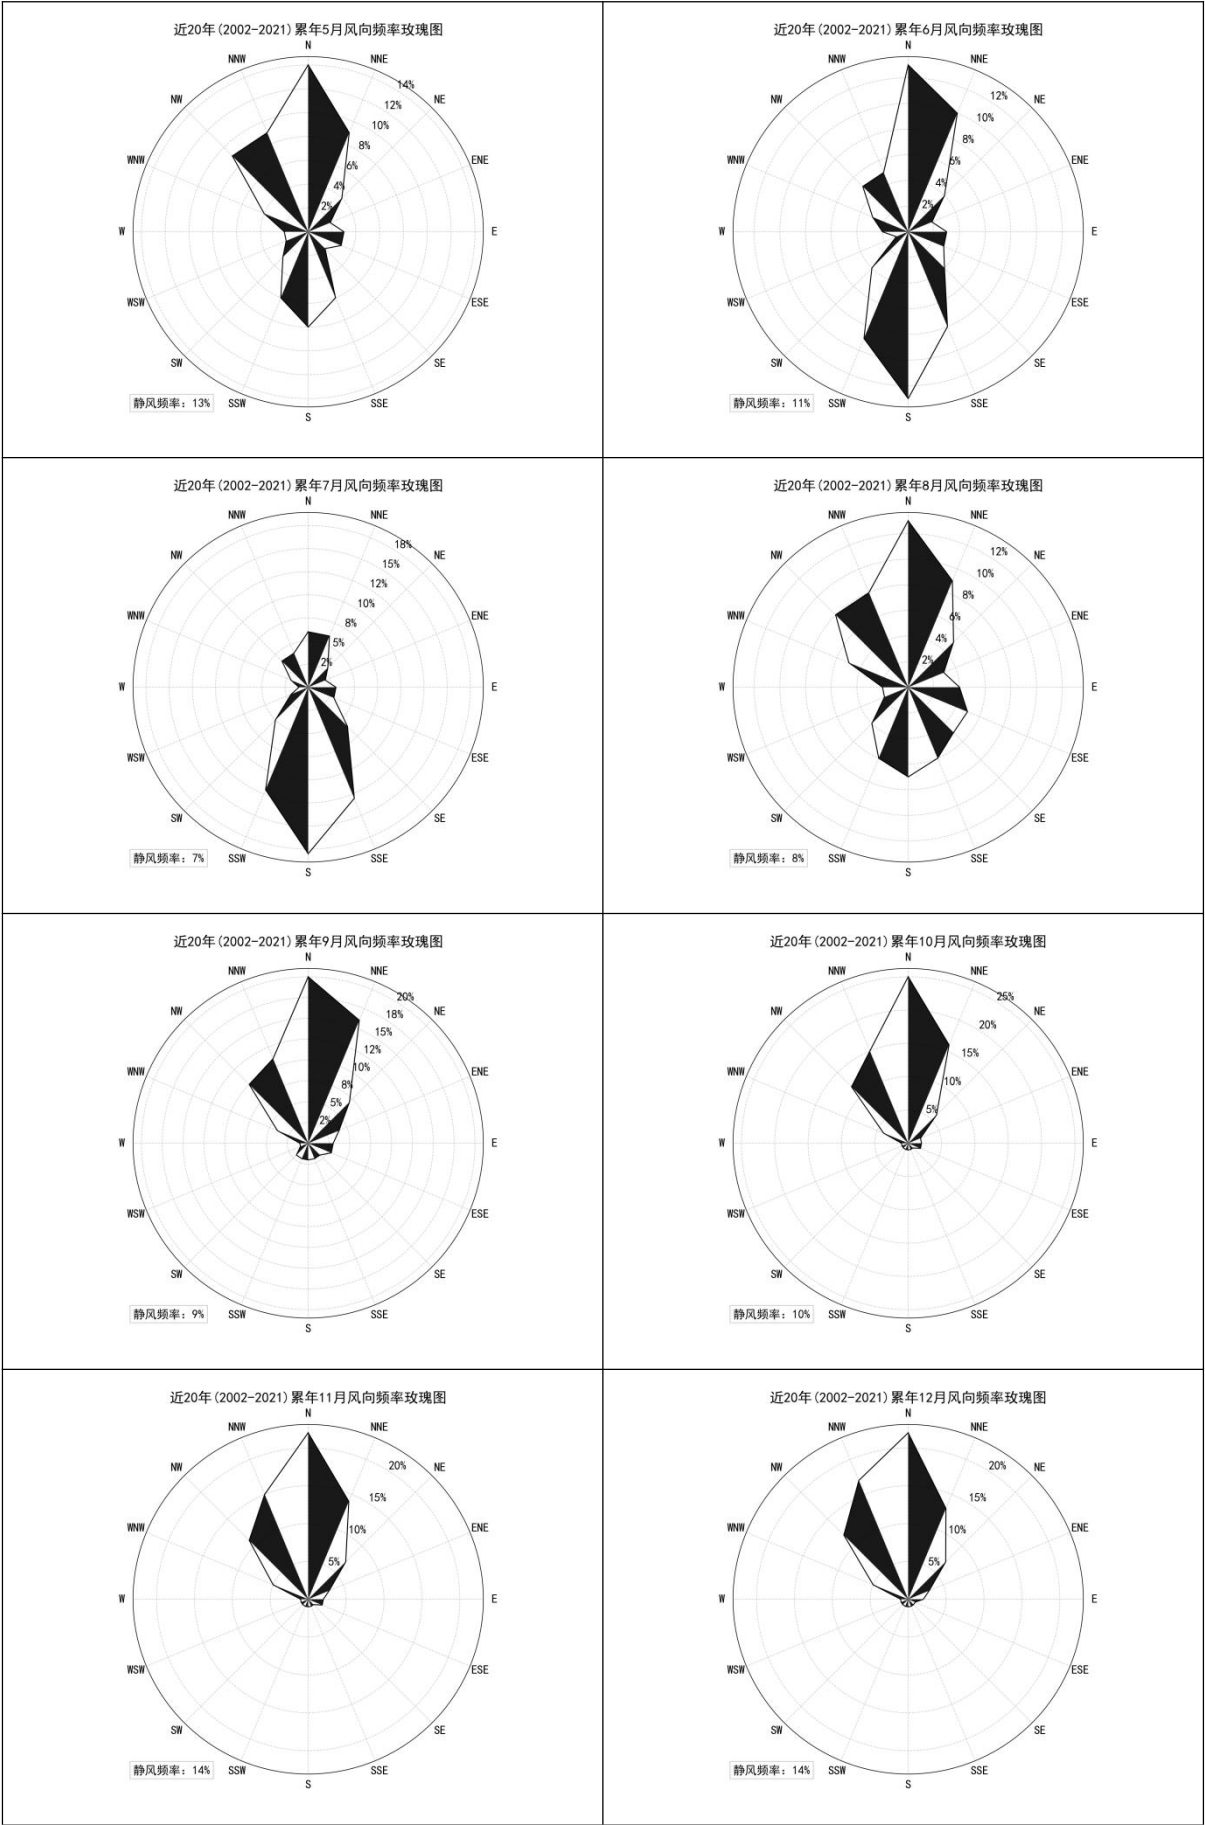 近20年(2002-2021)累年5月风向频率玫瑰图
N
NNW NNE
14%
NW 12% NE
10%
8%
WNW 6% ENE
4%
2%
W E
WSW ESE
SW SE
静风频率: 13% SSW SSE
S
近20年(2002-2021)累年6月风向频率玫瑰图
N
NNW NNE
12%
NW NE
10%
8%
WNW 6% ENE
4%
2%
W E
WSW ESE
SW SE
静风频率: 11% SSW SSE
S
近20年(2002-2021)累年7月风向频率玫瑰图
N
NNW NNE
18%
NW 15% NE
12%
10%
WNW 8% ENE
5%
2%
W E
WSW ESE
SW SE
静风频率: 7% SSW SSE
S
近20年(2002-2021)累年8月风向频率玫瑰图
N
NNW NNE
12%
NW NE
10%
8%
WNW 6% ENE
4%
2%
W E
WSW ESE
SW SE
静风频率: 8% SSW SSE
S
近20年(2002-2021)累年9月风向频率玫瑰图
N
NNW NNE
20%
NW 18% NE
15%
12%
10%
WNW 8% ENE
5%
2%
W E
WSW ESE
SW SE
静风频率: 9% SSW SSE
S
近20年(2002-2021)累年10月风向频率玫瑰图
N
NNW NNE
25%
NW NE
20%
15%
WNW 10% ENE
5%
W E
WSW ESE
SW SE
静风频率: 10% SSW SSE
S
近20年(2002-2021)累年11月风向频率玫瑰图
N
NNW NNE
20%
NW NE
15%
WNW 10% ENE
5%
W E
WSW ESE
SW SE
静风频率: 14% SSW SSE
S
近20年(2002-2021)累年12月风向频率玫瑰图
N
NNW NNE
20%
NW NE
15%
WNW 10% ENE
5%
W E
WSW ESE
SW SE
静风频率: 14% SSW SSE
S